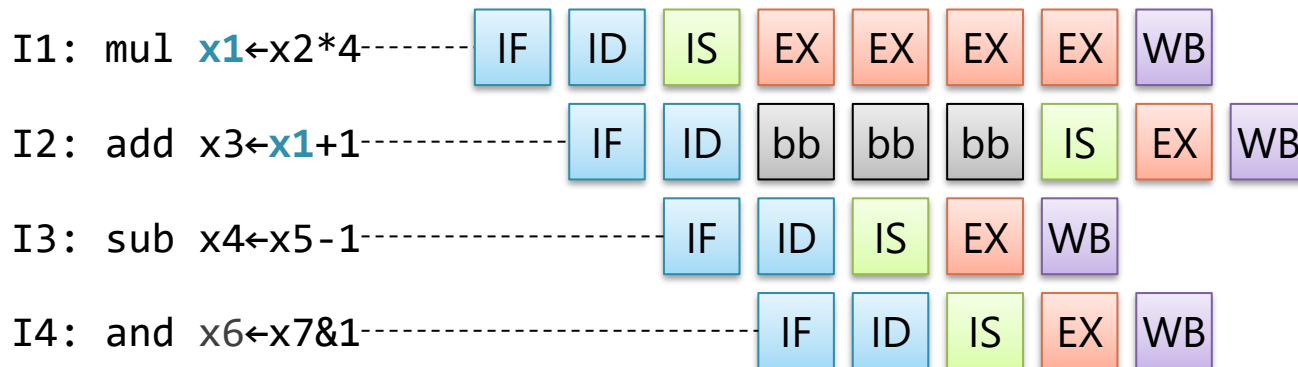 I1: mul x1←x2*4 IF ID IS EX EX EX EX WB
I2: add x3←x1+1 IF ID bb bb bb IS EX WB
I3: sub x4←x5-1 IF ID IS EX WB
I4: and x6←x7&1 IF ID IS EX WB